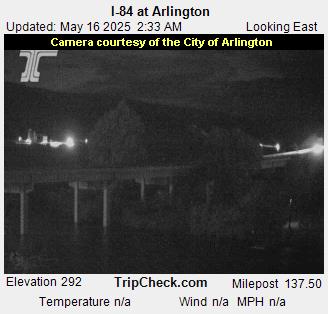 I-84 at Arlington
Updated: May 16 2025 2:33 AM Looking East
Camera courtesy of the City of Arlington
Elevation 292 TripCheck.com Milepost 137.50
Temperature n/a Wind n/a MPH n/a